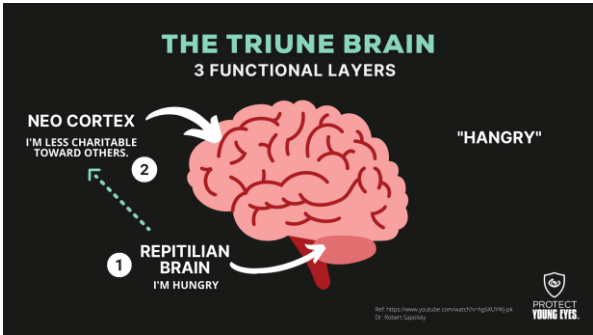 THE TRIUNE BRAIN
3 FUNCTIONAL LAYERS
NEO CORTEX
I'M LESS CHARITABLE
TOWARD OTHERS.
2
"HANGRY"
1
REPITILIAN
BRAIN
I'M HUNGRY
Dr. Robert Sapolsky
PROTECT
YOUNG EYES.